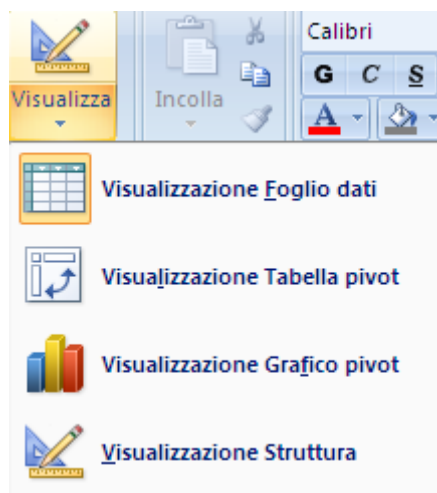 Calibri
G C S
Visualizza
Incolla
A
Visualizzazione Foglio dati
Visualizzazione Tabella pivot
Visualizzazione Grafico pivot
Visualizzazione Struttura